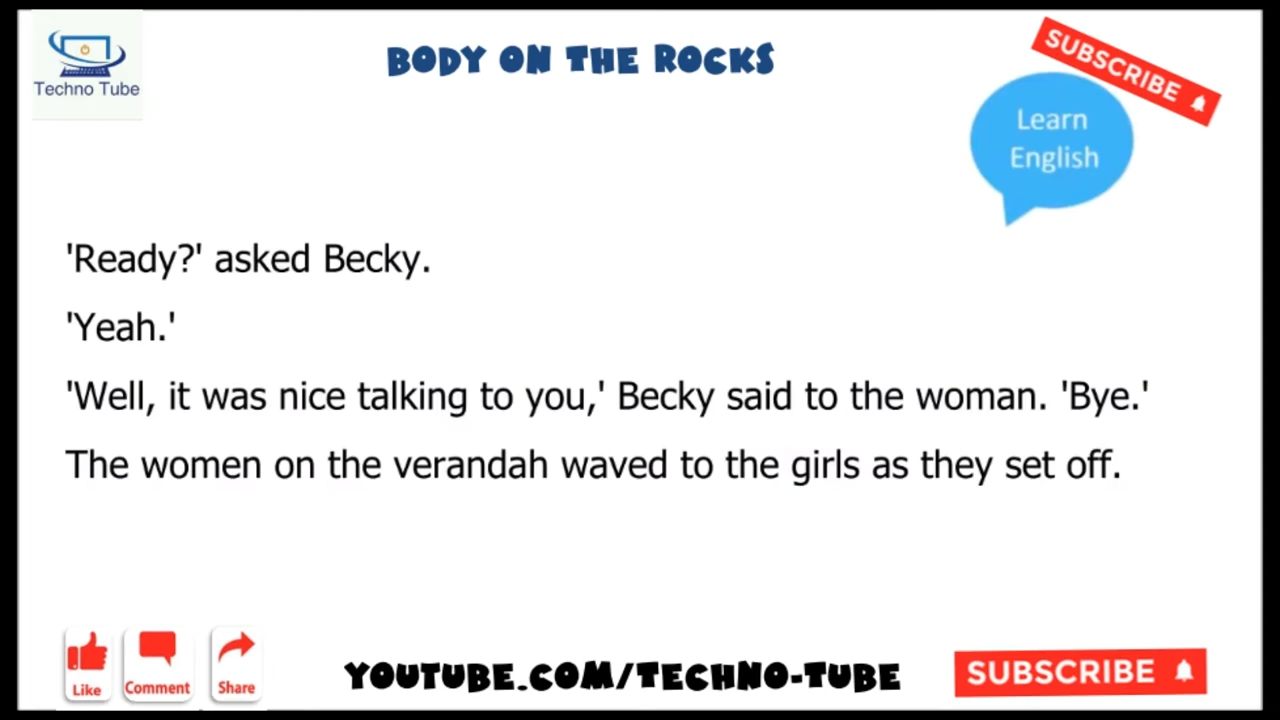 BODY ON THE ROCKS
SUBSCRIBE
Techno Tube
Learn
English
'Ready?' asked Becky.
'Yeah.'
'Well, it was nice talking to you,' Becky said to the woman. 'Bye.'
The women on the verandah waved to the girls as they set off.
Like
Comment
Share
YOUTUBE.COM/TECHNO-TUBE
SUBSCRIBE